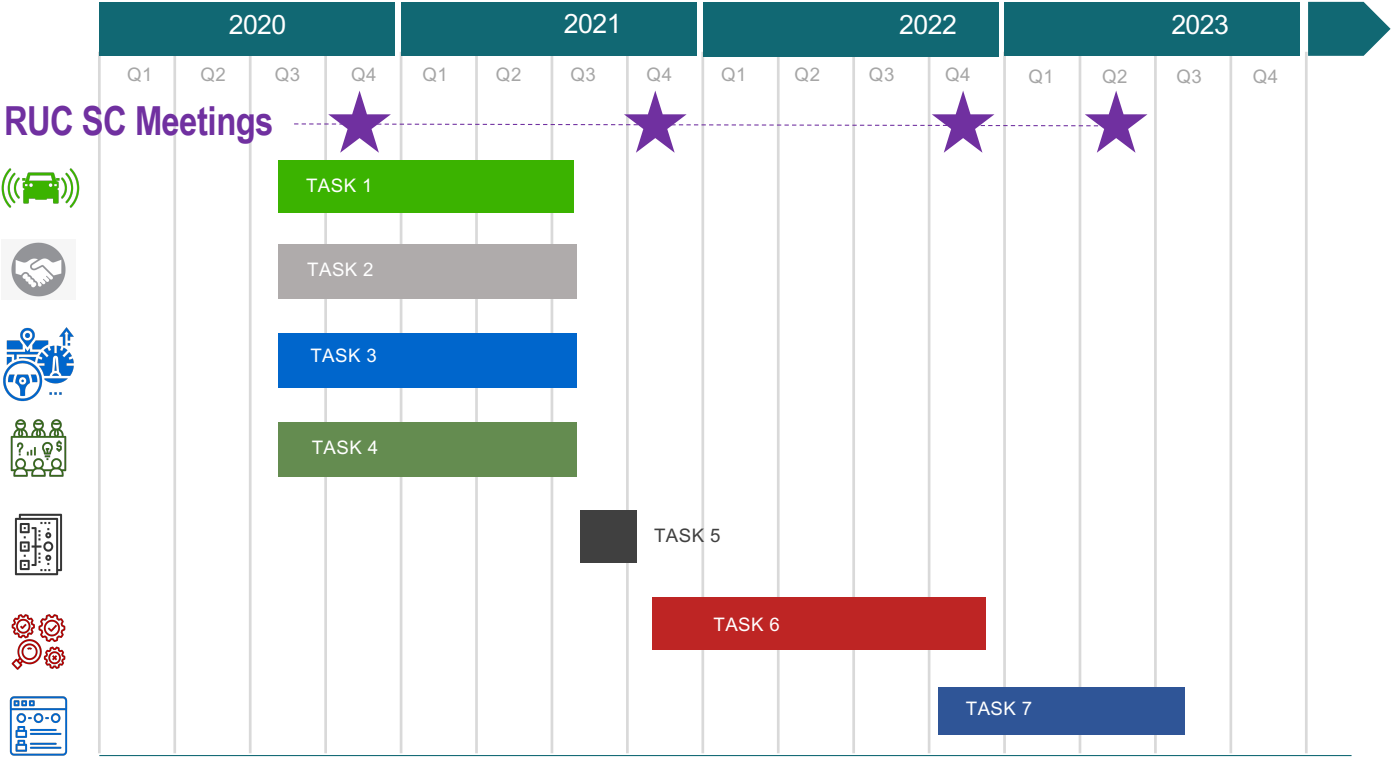 2020 2021 2022 2023
Q1 Q2 Q3 Q4 Q1 Q2 Q3 Q4 Q1 Q2 Q3 Q4 Q1 Q2 Q3 Q4
RUC SC Meetings
TASK 1
TASK 2
TASK 3
TASK 4
TASK 5
TASK 6
TASK 7